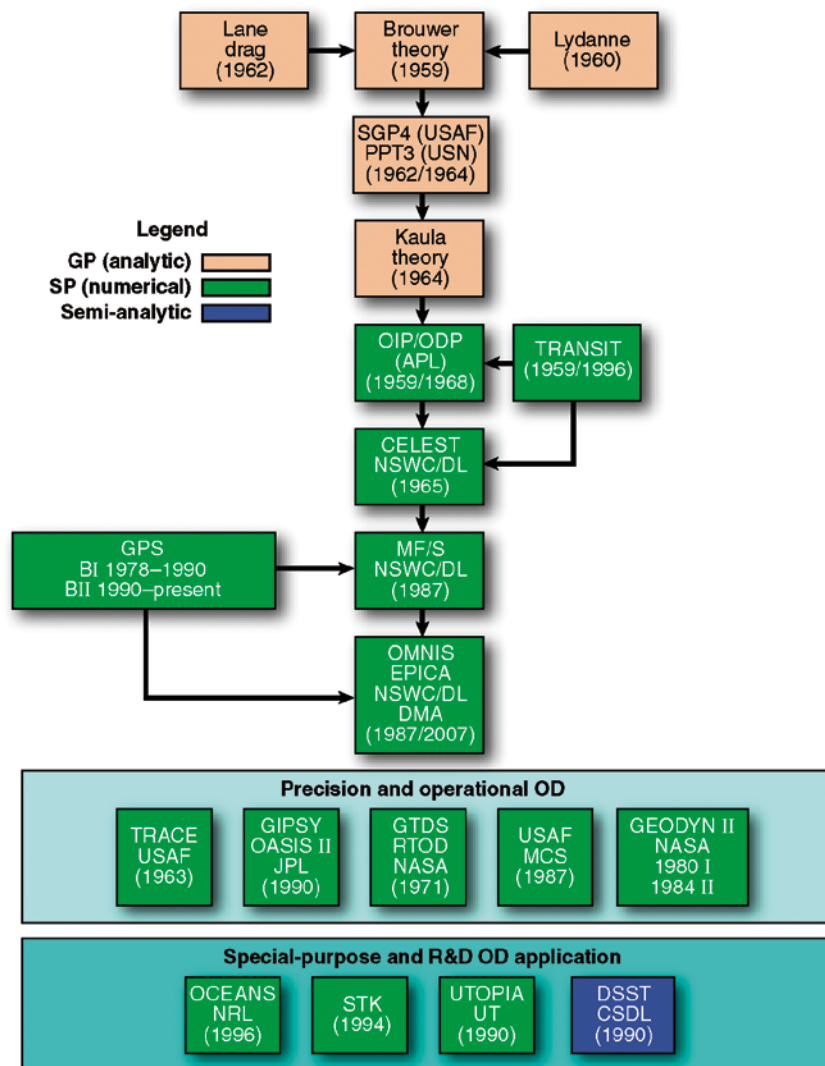 Lane
drag
(1962)
Brouwer
theory
(1959)
Lydanne
(1960)
SGP4 (USAF)
PPT3 (USN)
(1962/1964)
Legend
GP (analytic)
SP (numerical)
Semi-analytic
Kaula
theory
(1964)
OIP/ODP
(APL)
(1959/1968)
TRANSIT
(1959/1996)
CELEST
NSWC/DL
(1965)
GPS
BI 1978–1990
BII 1990–present
MF/S
NSWC/DL
(1987)
OMNIS
EPICA
NSWC/DL
DMA
(1987/2007)
Precision and operational OD
TRACE
USAF
(1963)
GIPSY
OASIS II
JPL
(1990)
GTDS
RTOD
NASA
(1971)
USAF
MCS
(1987)
GEODYN II
NASA
1980 I
1984 II
Special-purpose and R&D OD application
OCEANS
NRL
(1996)
STK
(1994)
UTOPIA
UT
(1990)
DSST
CSDL
(1990)